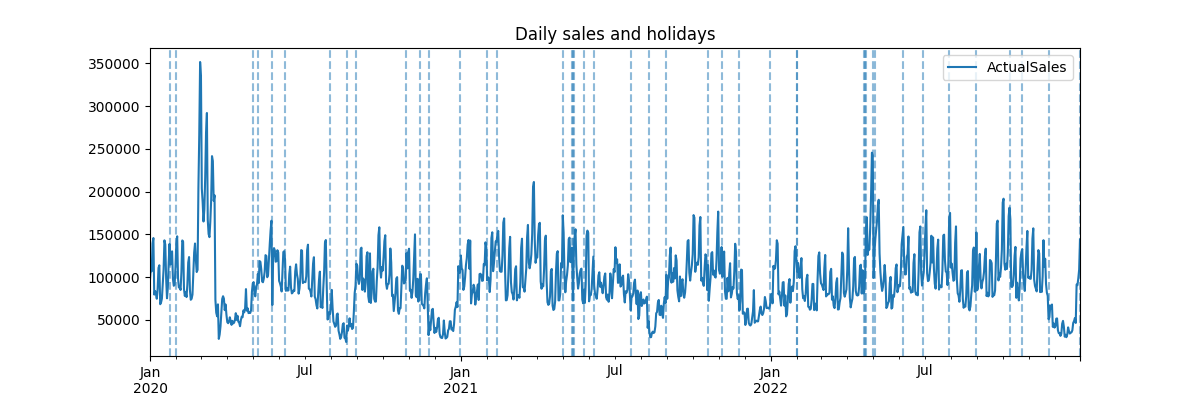 Daily sales and holidays
ActualSales
350000
300000
250000
200000
150000
100000
50000
Jan
2020
Jul
Jan
2021
Jul
Jan
2022
Jul